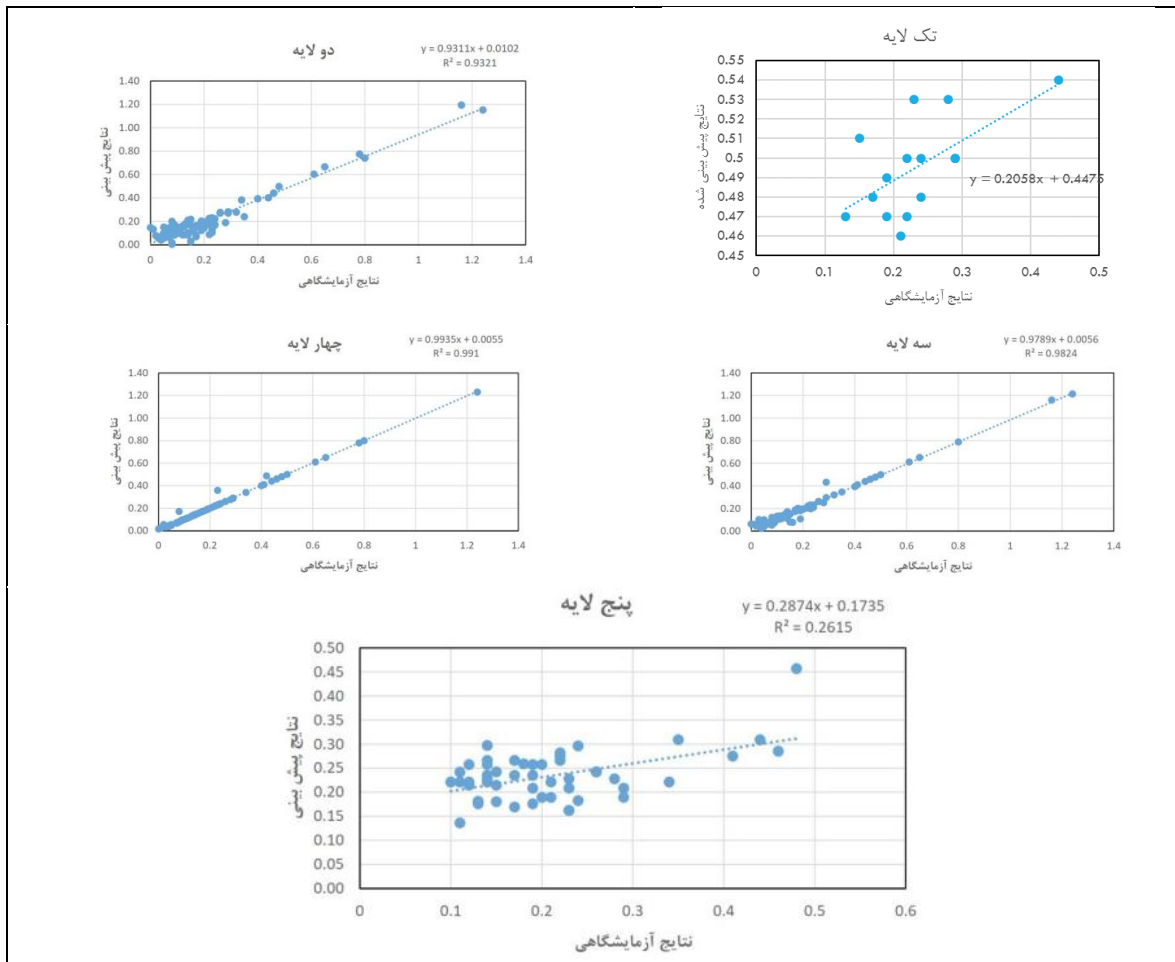 تک لایه
0.55
0.54
0.53
0.52
0.51
0.5
0.49
0.48
0.47
0.46
0.45
نتایج پیش بینی شده
y = 0.2058x + 0.4475
0 0.1 0.2 0.3 0.4 0.5
نتایج آزمایشگاهی
دو لایه
y = 0.9311x + 0.0102
R² = 0.9321
1.40
1.20
1.00
0.80
0.60
0.40
0.20
0.00
نتایج پیش بینی
0 0.2 0.4 0.6 0.8 1 1.2 1.4
نتایج آزمایشگاهی
سه لایه
y = 0.9789x + 0.0056
R² = 0.9824
1.40
1.20
1.00
0.80
0.60
0.40
0.20
0.00
نتایج پیش بینی
0 0.2 0.4 0.6 0.8 1 1.2 1.4
نتایج آزمایشگاهی
چهار لایه
y = 0.9935x + 0.0055
R² = 0.991
1.40
1.20
1.00
0.80
0.60
0.40
0.20
0.00
نتایج پیش بینی
0 0.2 0.4 0.6 0.8 1 1.2 1.4
نتایج آزمایشگاهی
پنج لایه
y = 0.2874x + 0.1735
R² = 0.2615
0.50
0.45
0.40
0.35
0.30
0.25
0.20
0.15
0.10
0.05
0.00
نتایج پیش بینی
0 0.1 0.2 0.3 0.4 0.5 0.6
نتایج آزمایشگاهی